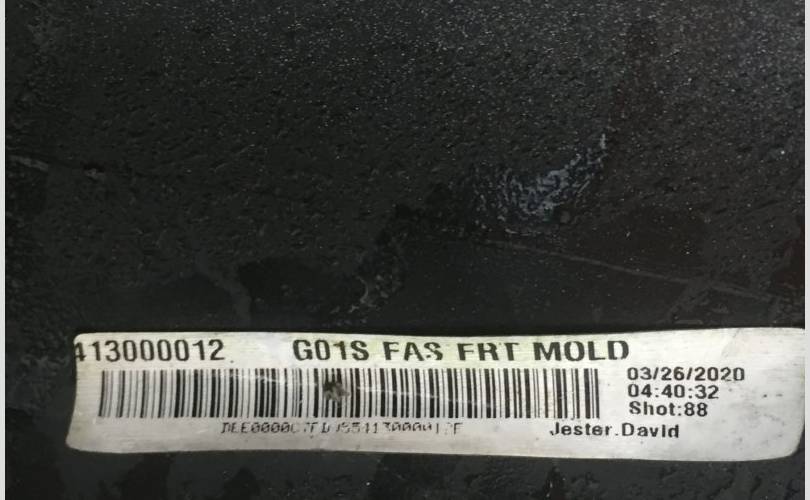 413000012 G01S FAS FRT MOLD
03/26/2020
04:40:32
Shot:88
Jester.David